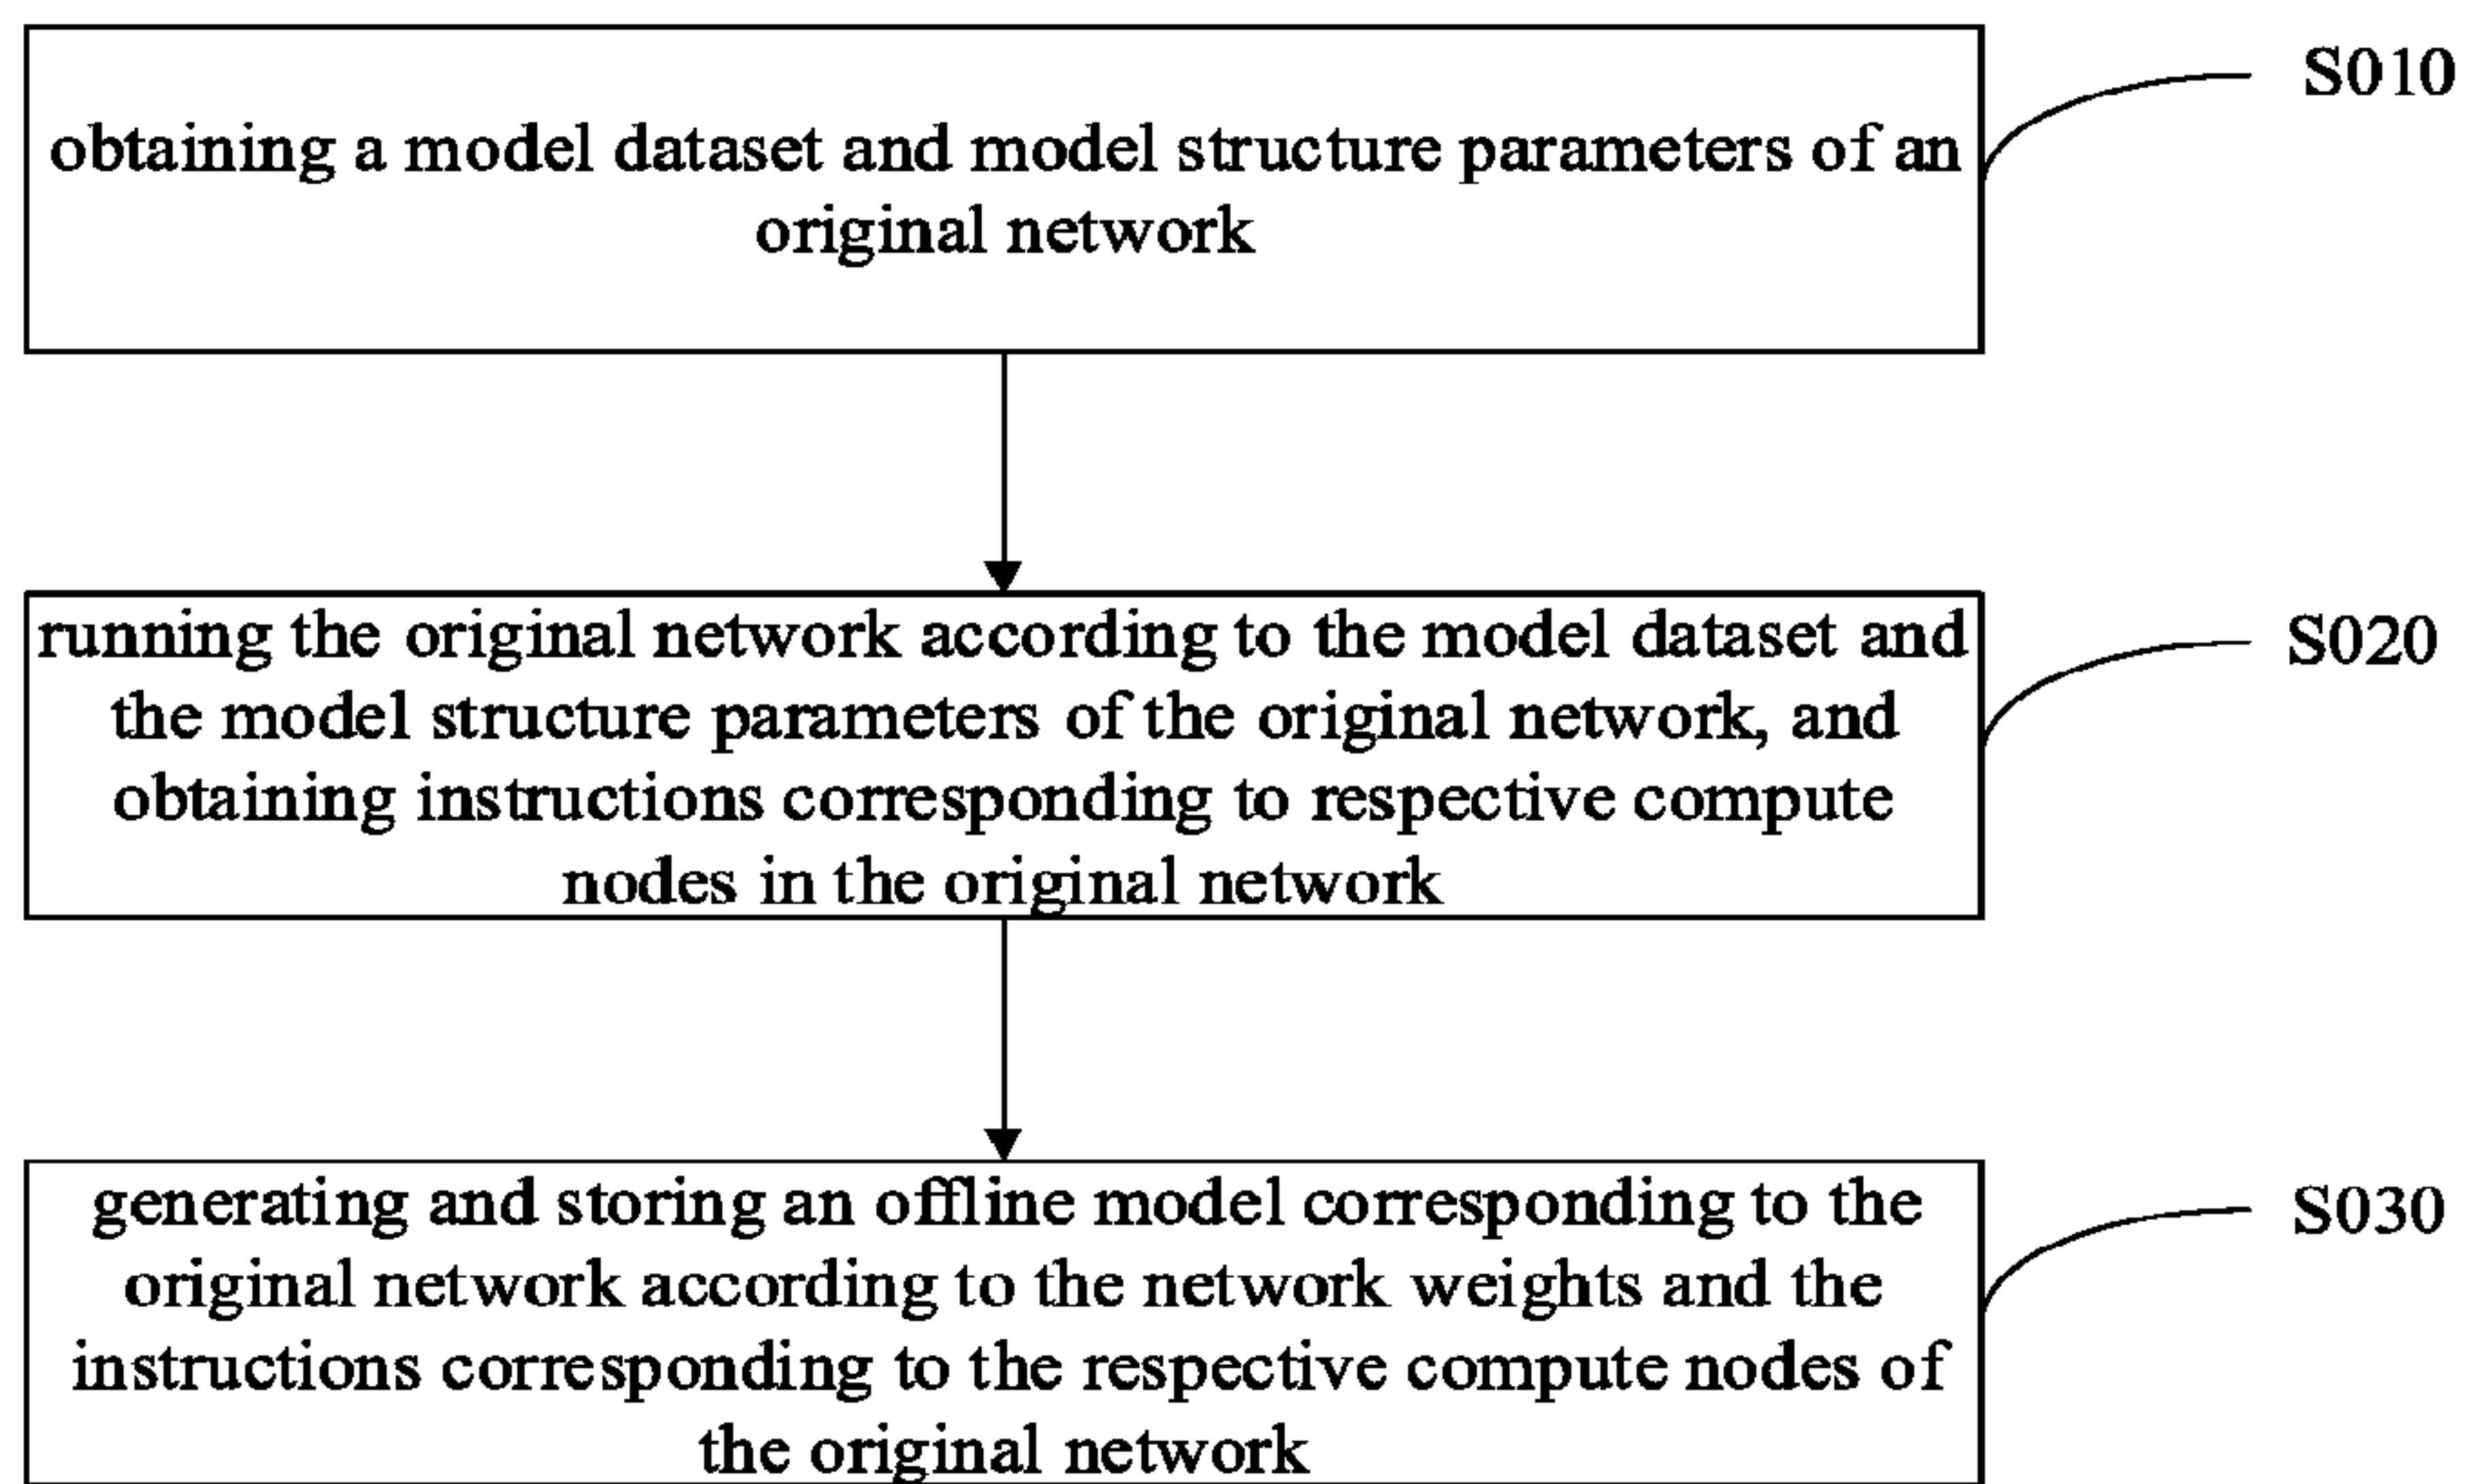 S010
obtaining a model dataset and model structure parameters of an
original network
running the original network according to the model dataset and
S020
the model structure parameters of the original network, and
obtaining instructions corresponding to respective compute
nodes in the original network
generating and storing an offline model corresponding to the
S030
original network according to the network weights and the
instructions corresponding to the respective compute nodes of
the original network